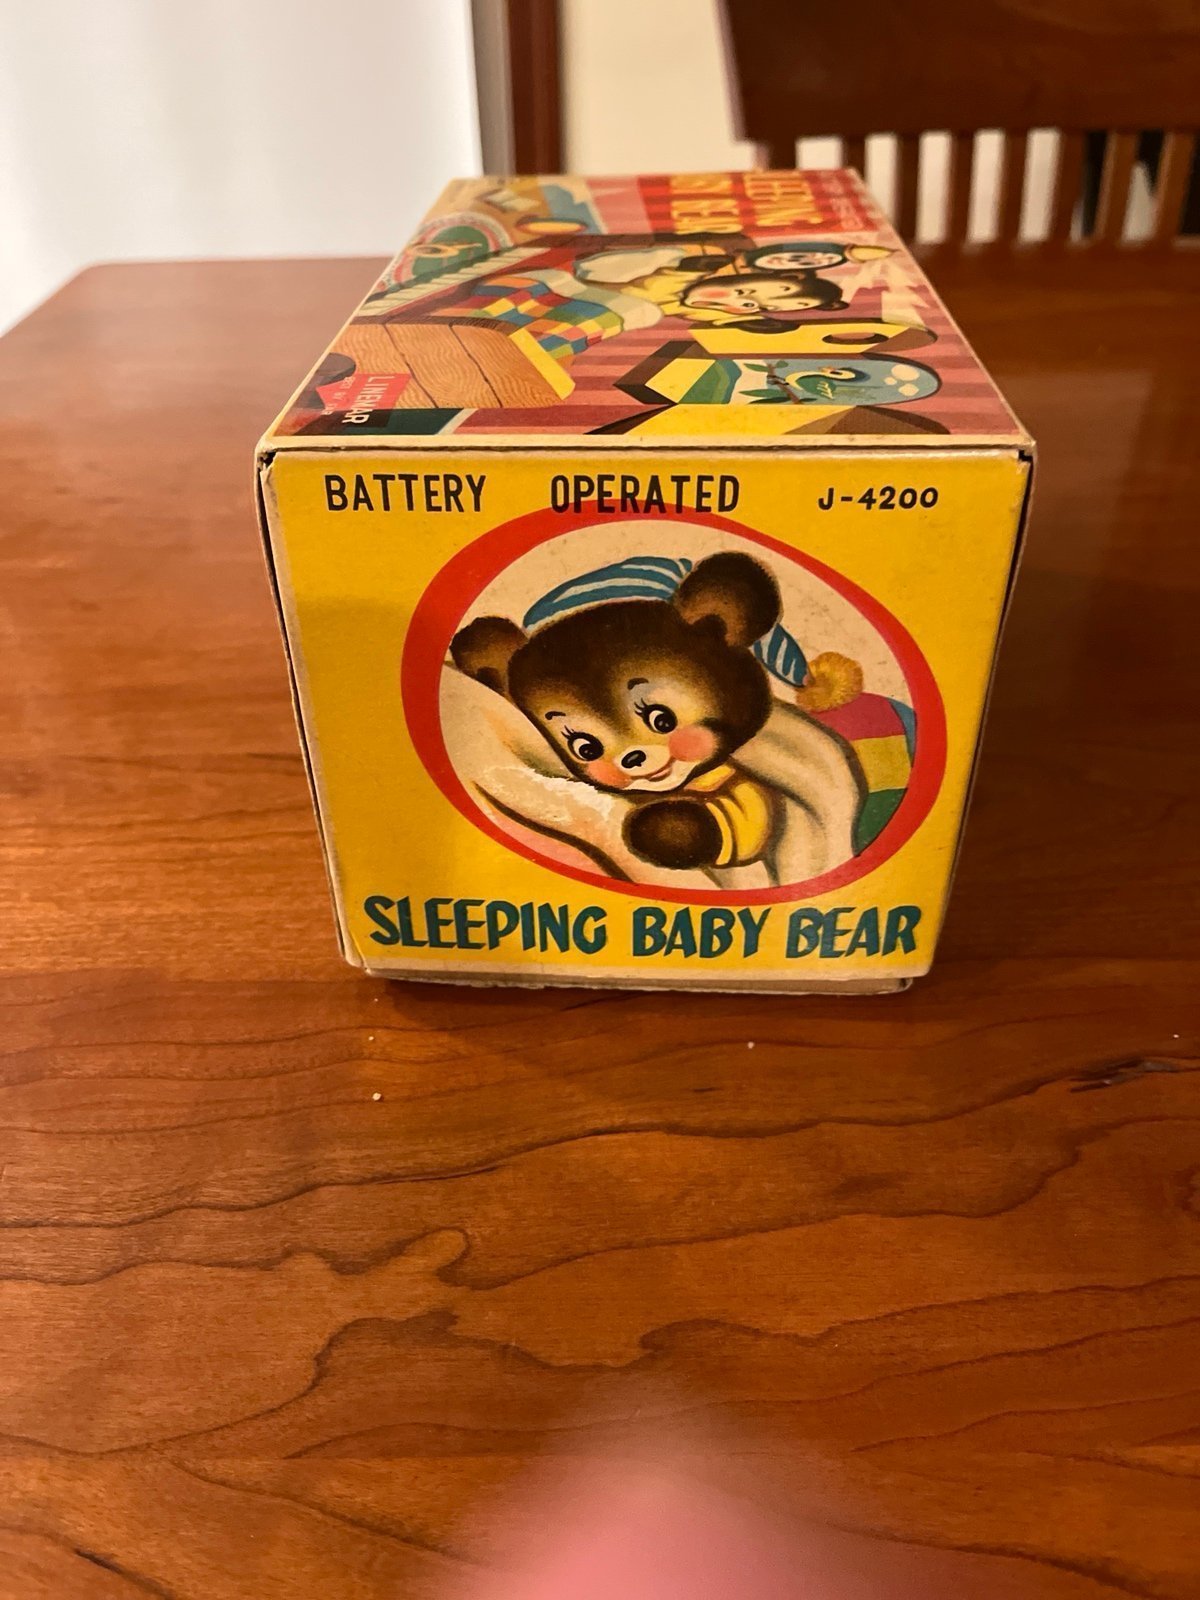 BATTERY OPERATED J-4200
SLEEPING BABY BEAR
LINEMAR